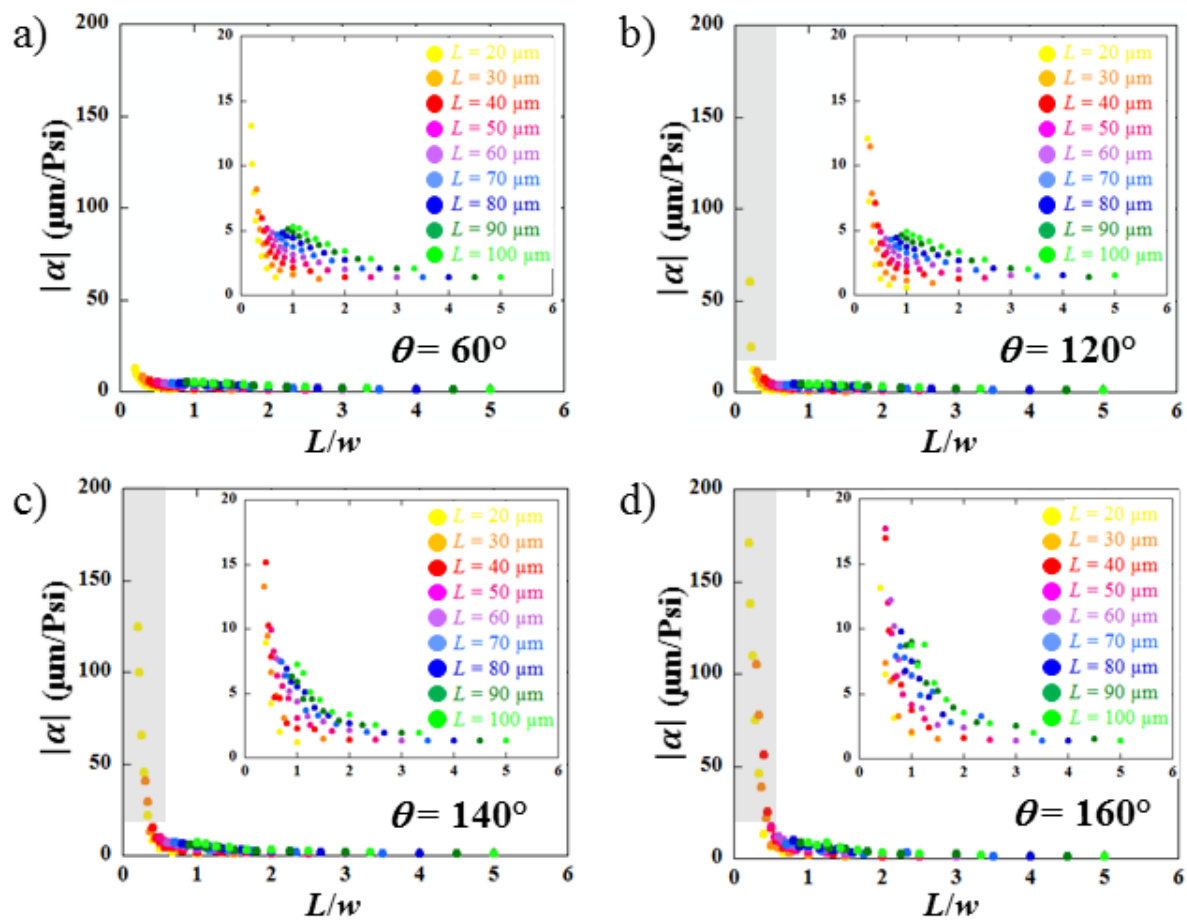 a)
|α| (µm/Psi)
200
150
100
50
0
20
15
10
5
0
0 1 2 3 4 5 6
L = 20 µm
L = 30 µm
L = 40 µm
L = 50 µm
L = 60 µm
L = 70 µm
L = 80 µm
L = 90 µm
L = 100 µm
θ = 60°
0 1 2 3 4 5 6
L/w
b)
|α| (µm/Psi)
200
150
100
50
0
20
15
10
5
0
0 1 2 3 4 5 6
L = 20 µm
L = 30 µm
L = 40 µm
L = 50 µm
L = 60 µm
L = 70 µm
L = 80 µm
L = 90 µm
L = 100 µm
θ = 120°
0 1 2 3 4 5 6
L/w
c)
|α| (µm/Psi)
200
150
100
50
0
20
15
10
5
0
0 1 2 3 4 5 6
L = 20 µm
L = 30 µm
L = 40 µm
L = 50 µm
L = 60 µm
L = 70 µm
L = 80 µm
L = 90 µm
L = 100 µm
θ = 140°
0 1 2 3 4 5 6
L/w
d)
|α| (µm/Psi)
200
150
100
50
0
20
15
10
5
0
0 1 2 3 4 5 6
L = 20 µm
L = 30 µm
L = 40 µm
L = 50 µm
L = 60 µm
L = 70 µm
L = 80 µm
L = 90 µm
L = 100 µm
θ = 160°
0 1 2 3 4 5 6
L/w